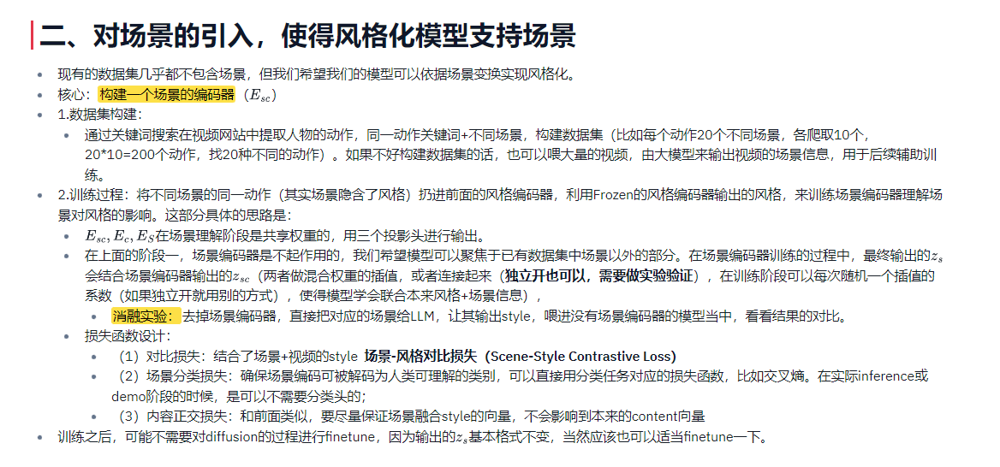 二、对场景的引入，使得风格化模型支持场景
现有的数据集几乎都不包含场景，但我们希望我们的模型可以依据场景变换实现风格化。
核心：构建一个场景的编码器（E_{sc}）
1.数据集构建：
通过关键词搜索在视频网站中提取人物的动作，同一动作关键词+不同场景，构建数据集（比如每个动作20个不同场景，各爬取10个，
20*10=200个动作，找20种不同的动作）。如果不好构建数据集的话，也可以喂大量的视频，由大模型来输出视频的场景信息，用于后续辅助训
练。
2.训练过程：将不同场景的同一动作（其实场景隐含了风格）扔进前面的风格编码器，利用Frozen的风格编码器输出的风格，来训练场景编码器理解场
景对风格的影响。这部分具体的思路是：
E_{sc}, E_c, E_S在场景理解阶段是共享权重的，用三个投影头进行输出。
在上面的阶段一，场景编码器是不起作用的，我们希望模型可以聚焦于已有数据集中场景以外的部分。在场景编码器训练的过程中，最终输出的z_s
会结合场景编码器输出的z_{sc}（两者做混合权重的插值，或者连接起来（独立开也可以，需要做实验验证），在训练阶段可以每次随机一个插值的
系数（如果独立开就用别的方式），使得模型学会联合本来风格+场景信息），
消融实验：去掉场景编码器，直接把对应的场景给LLM，让其输出style，喂进没有场景编码器的模型当中，看看结果的对比。
损失函数设计：
（1）对比损失：结合了场景+视频的style 场景-风格对比损失（Scene-Style Contrastive Loss）
（2）场景分类损失：确保场景编码可被解码为人类可理解的类别，可以直接用分类任务对应的损失函数，比如交叉熵。在实际inference或
demo阶段的时候，是可以不需要分类头的；
（3）内容正交损失：和前面类似，要尽量保证场景融合style的向量，不会影响到本来的content向量
训练之后，可能不需要对diffusion的过程进行finetune，因为输出的z_s基本格式不变，当然应该也可以适当finetune一下。